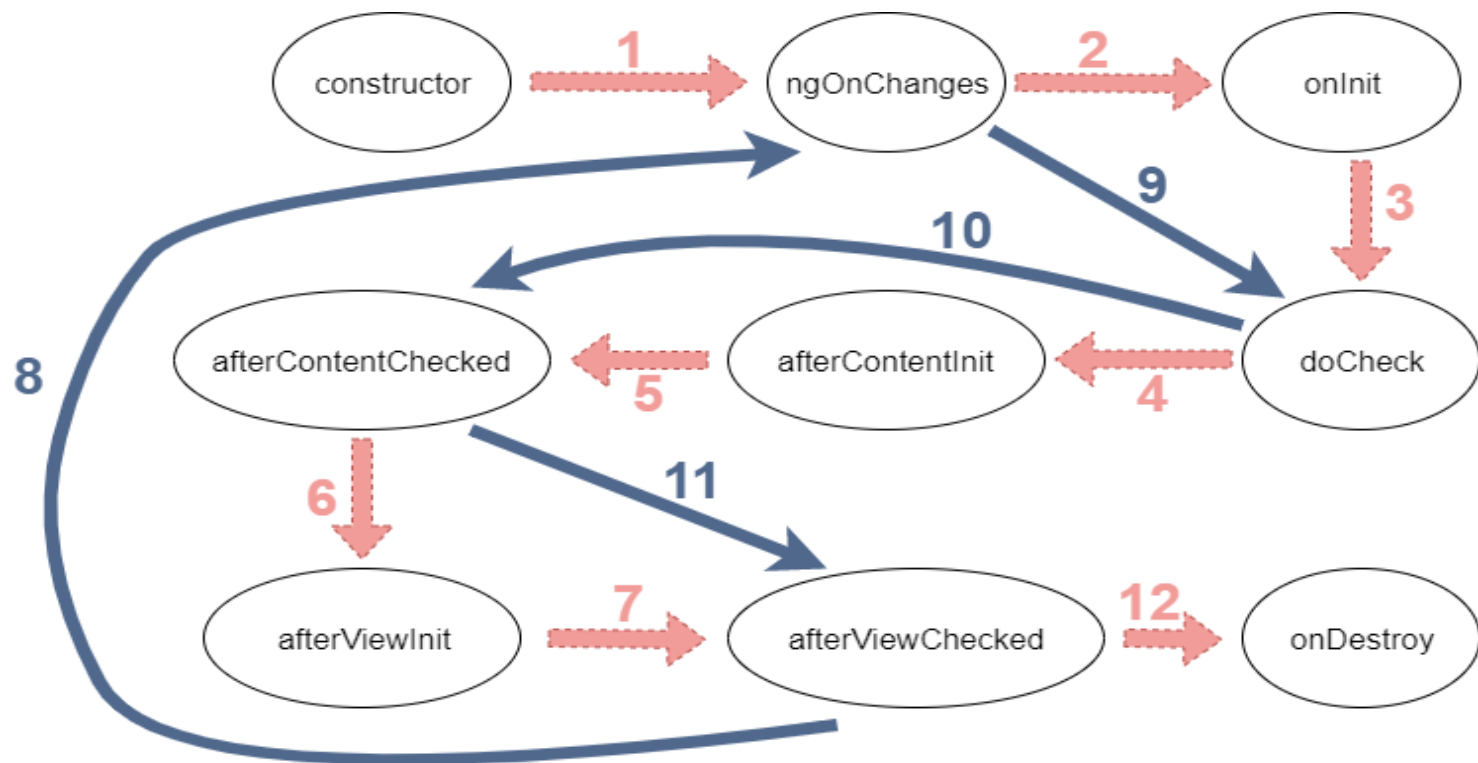 1
2
constructor
ngOnChanges
onInit
9
3
10
8
afterContentChecked
afterContentInit
doCheck
5
4
11
6
7
12
afterViewInit
afterViewChecked
onDestroy